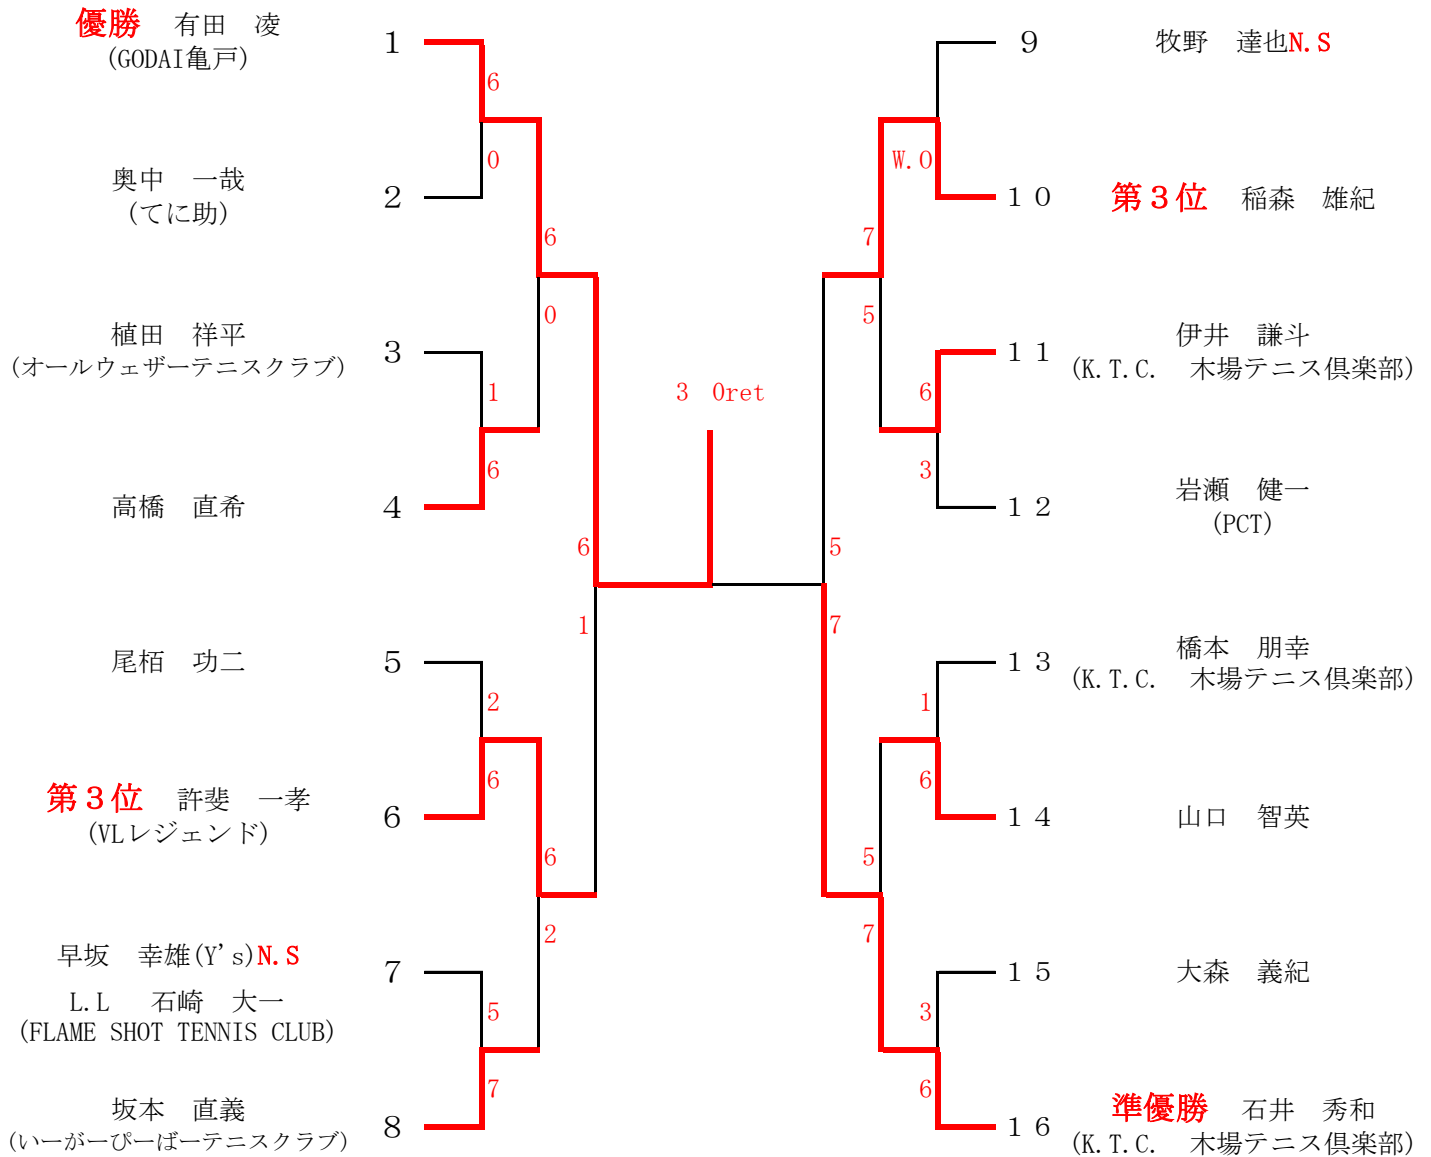 優勝　有田　凌
(GODAI亀戸)
1
6
0
奥中　一哉
(てに助)
2
6
0
植田　祥平
(オールウェザーテニスクラブ)
3
1
6
高橋　直希
4
6
1
尾栢　功二
5
2
6
第３位　許斐　一孝
(VLレジェンド)
6
6
2
早坂　幸雄(Y's)N.S
L.L　石崎　大一
(FLAME SHOT TENNIS CLUB)
7
5
7
坂本　直義
(いーがーぴーばーテニスクラブ)
8
3　0ret
9
牧野　達也N.S
W.O
10
第３位　稲森　雄紀
7
5
11
伊井　謙斗
(K.T.C.　木場テニス倶楽部)
6
3
12
岩瀬　健一
(PCT)
5
7
13
橋本　朋幸
(K.T.C.　木場テニス倶楽部)
1
6
14
山口　智英
5
7
15
大森　義紀
3
6
16
準優勝　石井　秀和
(K.T.C.　木場テニス倶楽部)